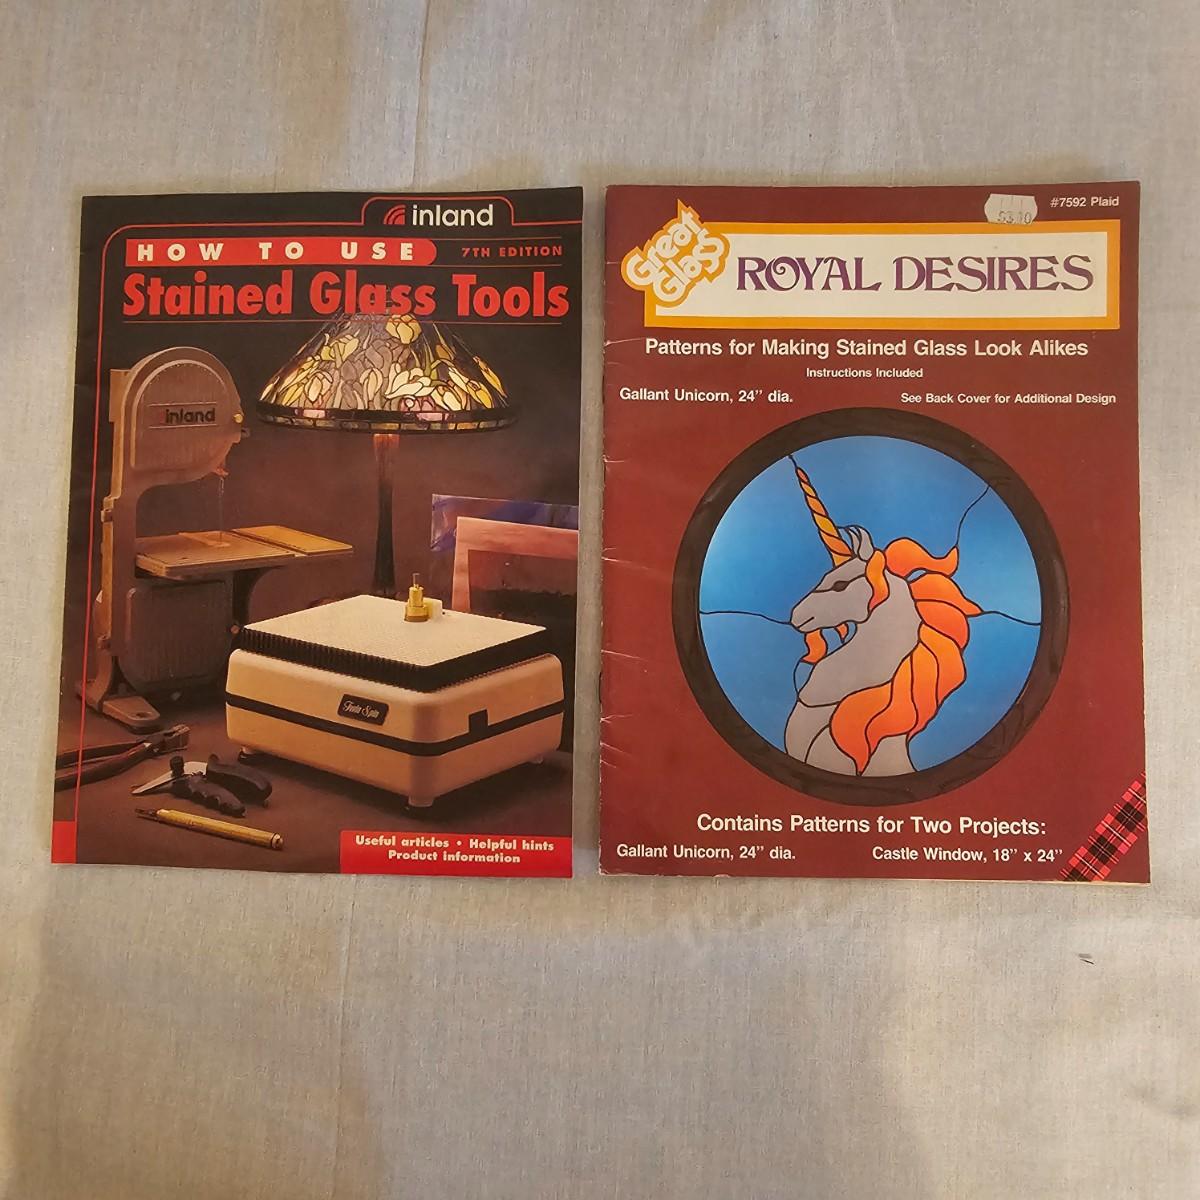 inland
HOW TO USE
7TH EDITION
Stained Glass Tools
inland
Twin Spin
Useful articles • Helpful hints
Product information
#7592 Plaid
Great
Glass
ROYAL DESIRES
Patterns for Making Stained Glass Look Alikes
Instructions Included
Gallant Unicorn, 24" dia.
See Back Cover for Additional Design
Contains Patterns for Two Projects:
Gallant Unicorn, 24" dia.
Castle Window, 18" x 24"